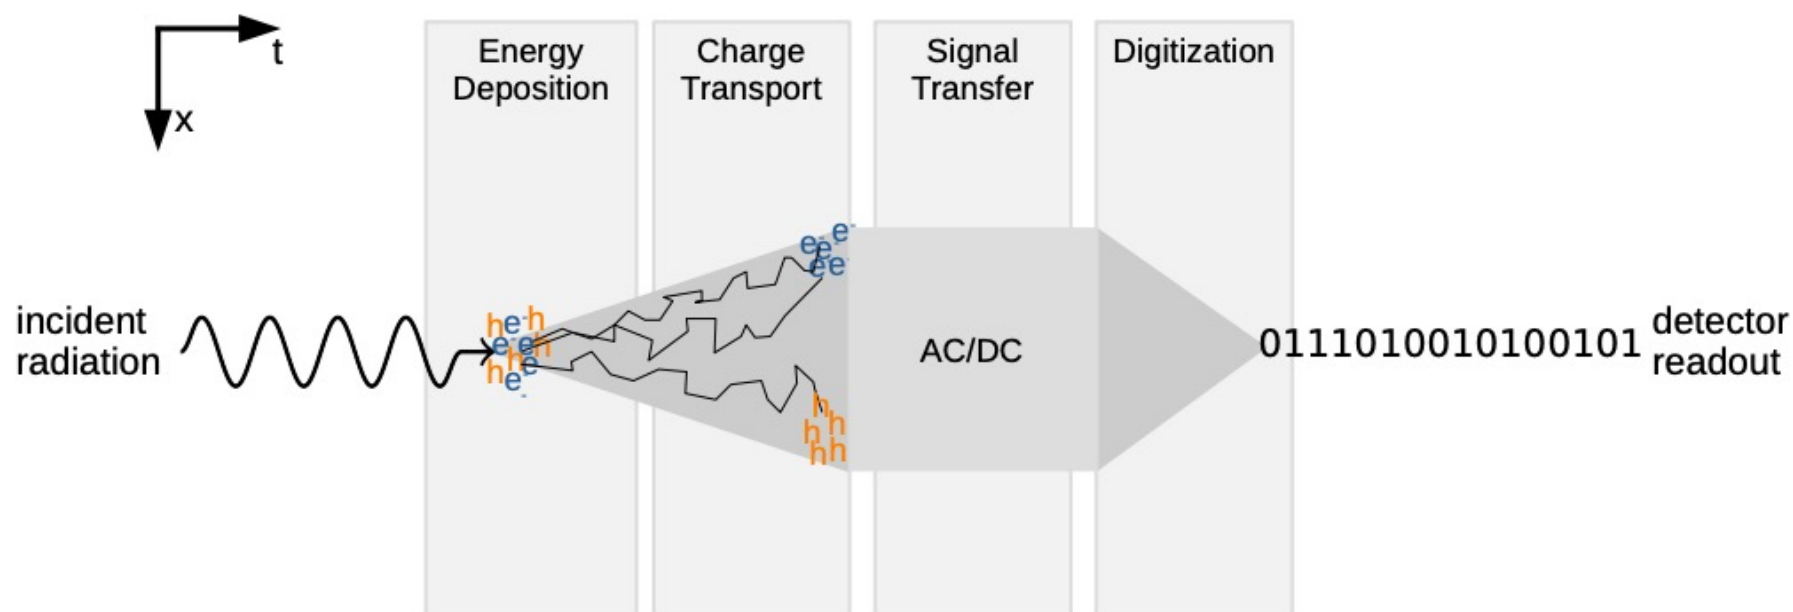 t
x
Energy
Deposition
Charge
Transport
Signal
Transfer
Digitization
incident
radiation
h e- h
e- e- h
h e-
h e-
e- e- e-
e- e-
h
h h
h h
AC/DC
0111010010100101
detector
readout